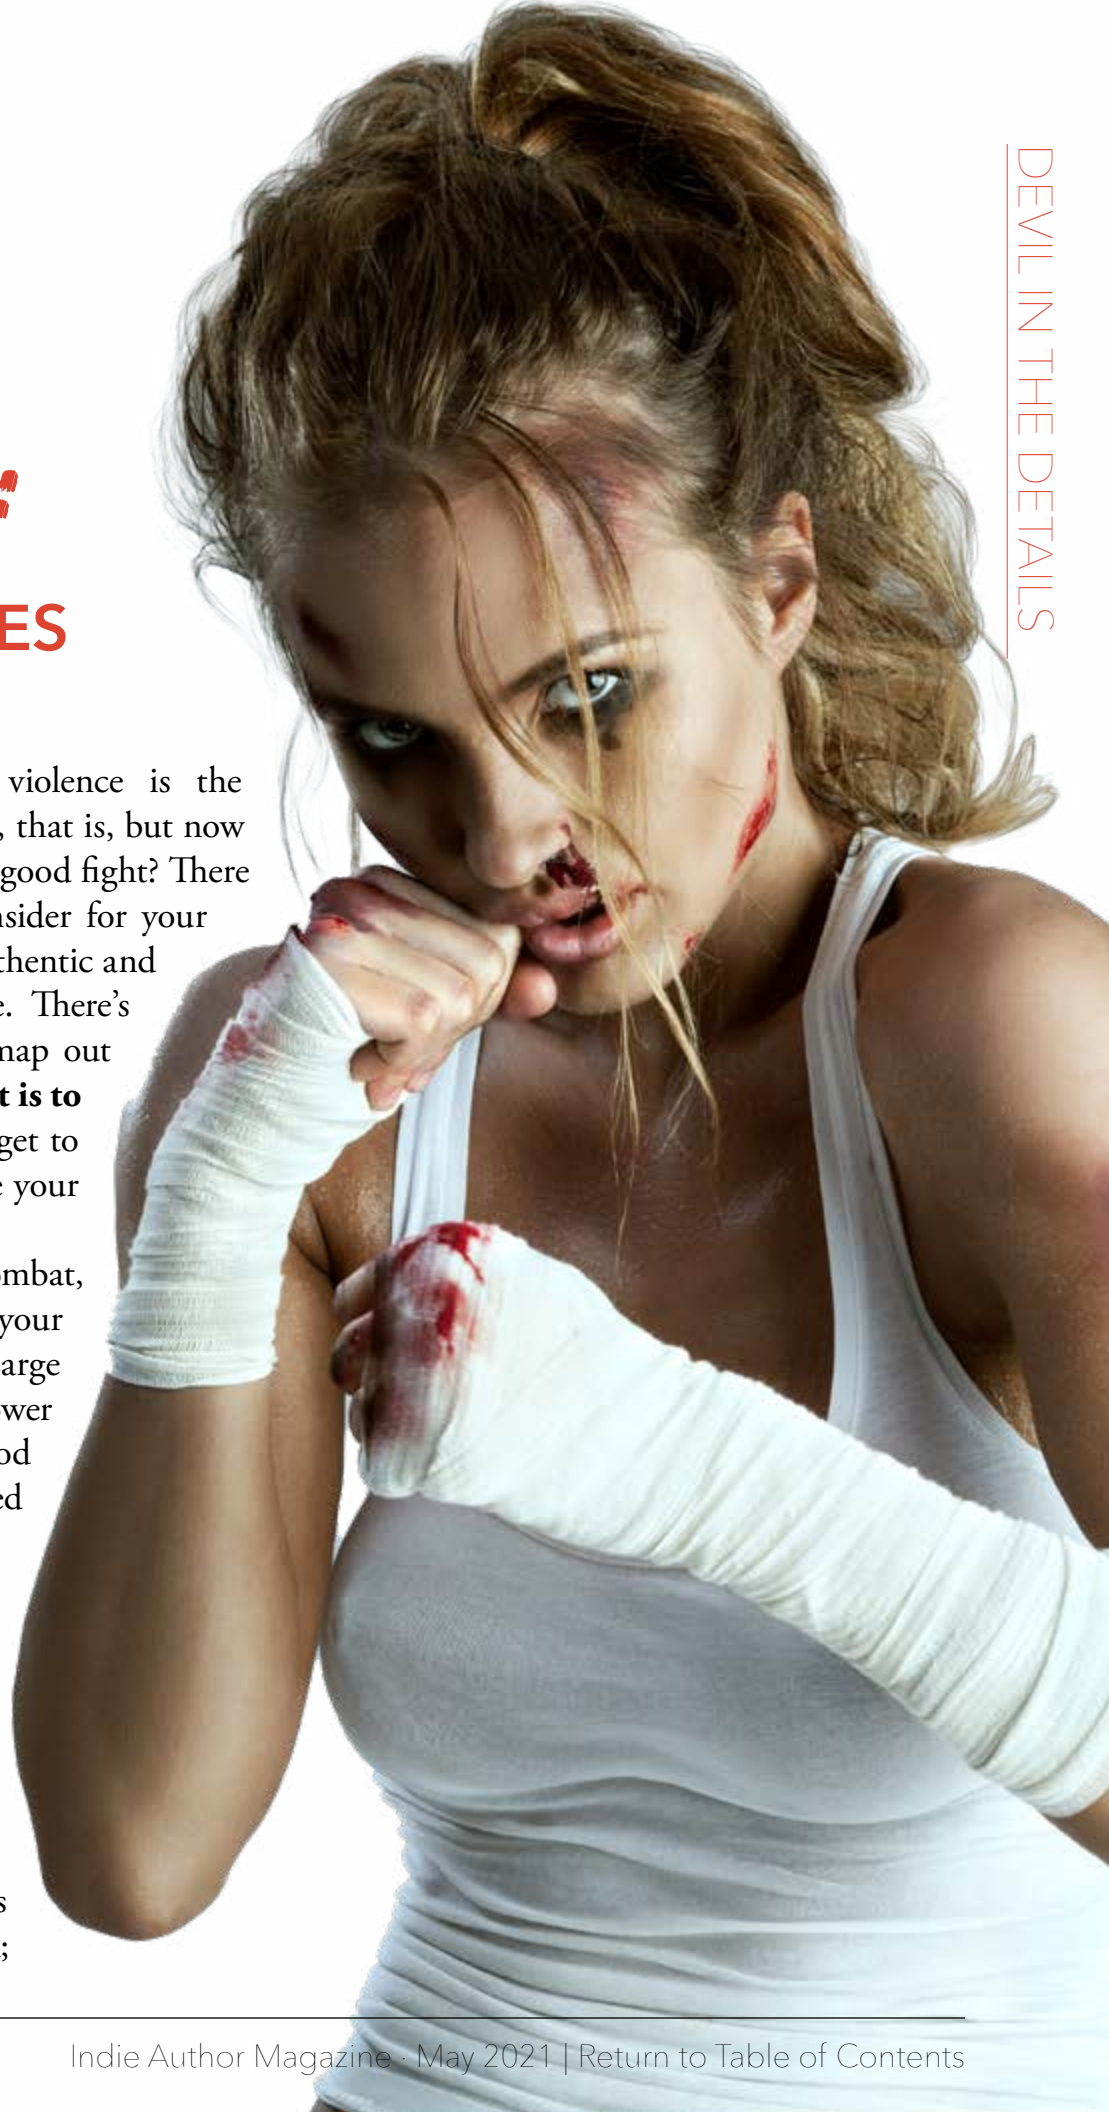 DEVIL IN THE DETAILS
ES
violence is the
, that is, but now
good fight? There
nsider for your
thentic and
e. There’s
map out
t is to
get to
e your
ombat,
your
arge
ower
od
ed
s
;
Indie Author Magazine · May 2021 | Return to Table of Contents